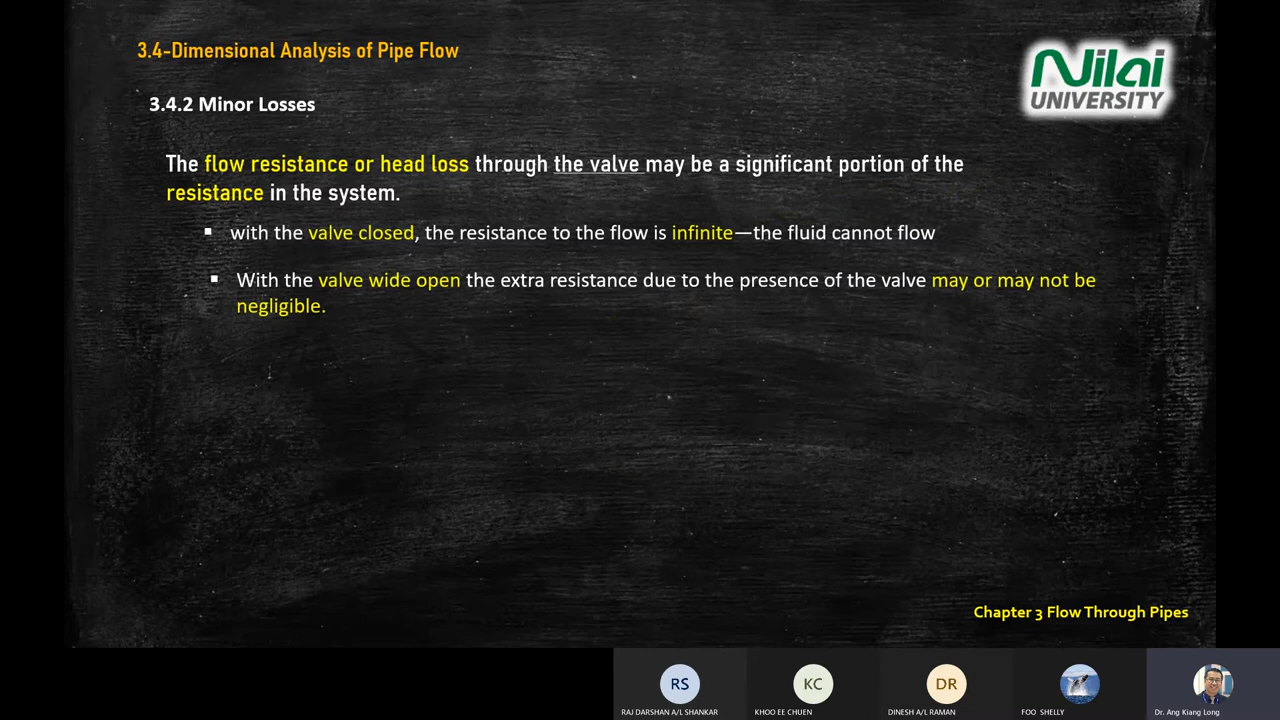 3.4-Dimensional Analysis of Pipe Flow
Nilai
UNIVERSITY
3.4.2 Minor Losses
The flow resistance or head loss through the valve may be a significant portion of the
resistance in the system.
▪ with the valve closed, the resistance to the flow is infinite—the fluid cannot flow
▪ With the valve wide open the extra resistance due to the presence of the valve may or may not be
negligible.
Chapter 3 Flow Through Pipes
RS
KC
DR
RAJ DARSHAN A/L SHANKAR
KHOO EE CHUEN
DINESH A/L RAMAN
FOO SHELLY
Dr. Ang Kiang Long